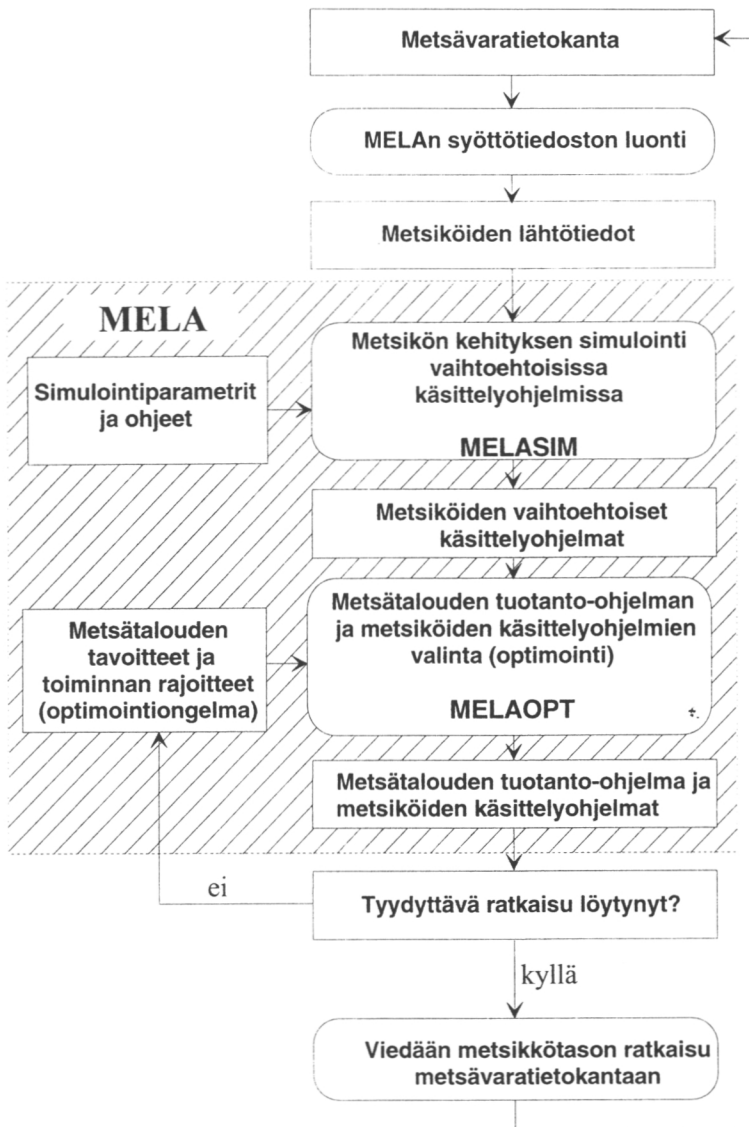 Metsävaratietokanta
MELAn syöttötiedoston luonti
Metsiköiden lähtötiedot
MELA
Metsikön kehityksen simulointi
vaihtoehtoisissa
käsittelyohjelmissa
MELASIM
Simulointiparametrit
ja ohjeet
Metsiköiden vaihtoehtoiset
käsittelyohjelmat
Metsätalouden tuotanto-ohjelman
ja metsiköiden käsittelyohjelmien
valinta (optimointi)
MELAOPT
Metsätalouden
tavoitteet ja
toiminnan rajoitteet
(optimointiongelma)
Metsätalouden tuotanto-ohjelma ja
metsiköiden käsittelyohjelmat
ei
Tyydyttävä ratkaisu löytynyt?
kyllä
Viedään metsikkötason ratkaisu
metsävaratietokantaan